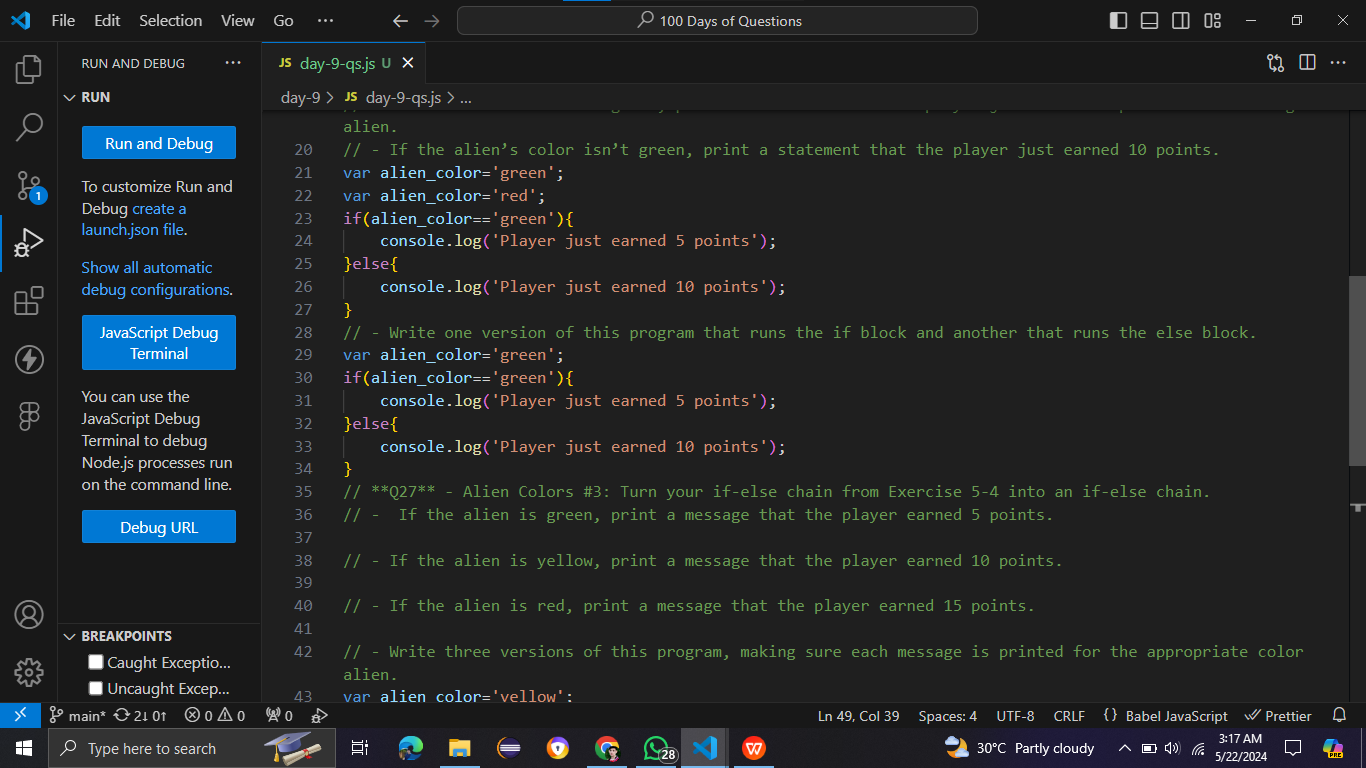 File Edit Selection View Go ···
100 Days of Questions
RUN AND DEBUG ···
RUN
Run and Debug
To customize Run and
Debug create a
launch.json file.
Show all automatic
debug configurations.
JavaScript Debug
Terminal
You can use the
JavaScript Debug
Terminal to debug
Node.js processes run
on the command line.
Debug URL
BREAKPOINTS
Caught Exceptio...
Uncaught Excep...
1
JS day-9-qs.js U
day-9 > JS day-9-qs.js > ...
alien.
20 // - If the alien’s color isn’t green, print a statement that the player just earned 10 points.
21 var alien_color='green';
22 var alien_color='red';
23 if(alien_color=='green'){
24 console.log('Player just earned 5 points');
25 }else{
26 console.log('Player just earned 10 points');
27 }
28 // - Write one version of this program that runs the if block and another that runs the else block.
29 var alien_color='green';
30 if(alien_color=='green'){
31 console.log('Player just earned 5 points');
32 }else{
33 console.log('Player just earned 10 points');
34 }
35 // **Q27** - Alien Colors #3: Turn your if-else chain from Exercise 5-4 into an if-else chain.
36 // -  If the alien is green, print a message that the player earned 5 points.
37
38 // - If the alien is yellow, print a message that the player earned 10 points.
39
40 // - If the alien is red, print a message that the player earned 15 points.
41
42 // - Write three versions of this program, making sure each message is printed for the appropriate color
alien.
43 var alien_color='yellow';
main* 2↓ 0↑ 0 0 0
Ln 49, Col 39 Spaces: 4 UTF-8 CRLF {} Babel JavaScript Prettier
Type here to search
28
30°C Partly cloudy
3:17 AM
5/22/2024
PRE